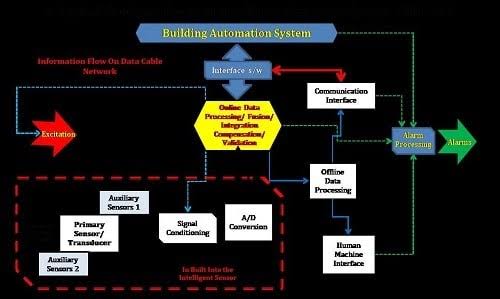 Building Automation System
Information Flow On Data Cable
Network
Interface s/w
Communication
Interface
Online Data
Processing/ Fusion/
Integration
Compensation/
Validation
Excitation
Alarm
Processing
Alarms
Offline
Data
Processing
Auxiliary
Sensors 1
Primary
Sensor/
Transducer
Auxiliary
Sensors 2
Signal
Conditioning
A/D
Conversion
Human
Machine
Interface
In Built Into the
Intelligent Sensor